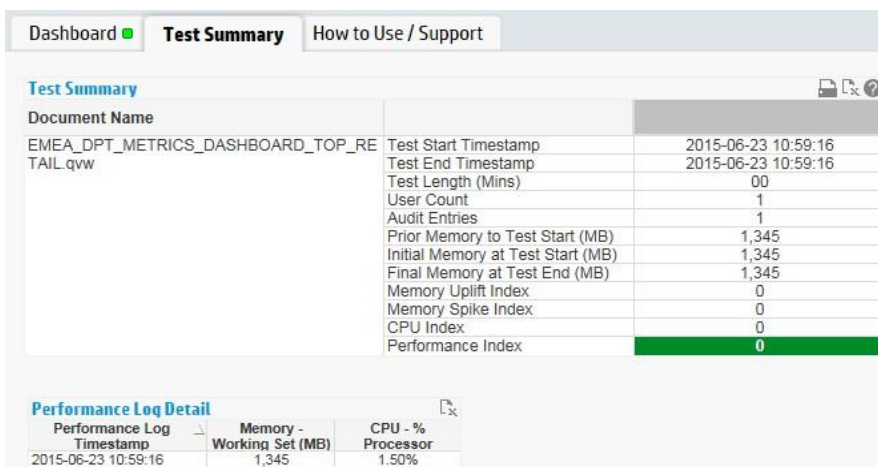 Dashboard Test Summary How to Use / Support
Test Summary
Document Name
EMEA_DPT_METRICS_DASHBOARD_TOP_RE Test Start Timestamp 2015-06-23 10:59:16
TAIL.qvw Test End Timestamp 2015-06-23 10:59:16
Test Length (Mins) 00
User Count 1
Audit Entries 1
Prior Memory to Test Start (MB) 1,345
Initial Memory at Test Start (MB) 1,345
Final Memory at Test End (MB) 1,345
Memory Uplift Index 0
Memory Spike Index 0
CPU Index 0
Performance Index 0
Performance Log Detail
Performance Log Memory - CPU - %
Timestamp Working Set (MB) Processor
2015-06-23 10:59:16 1,345 1.50%